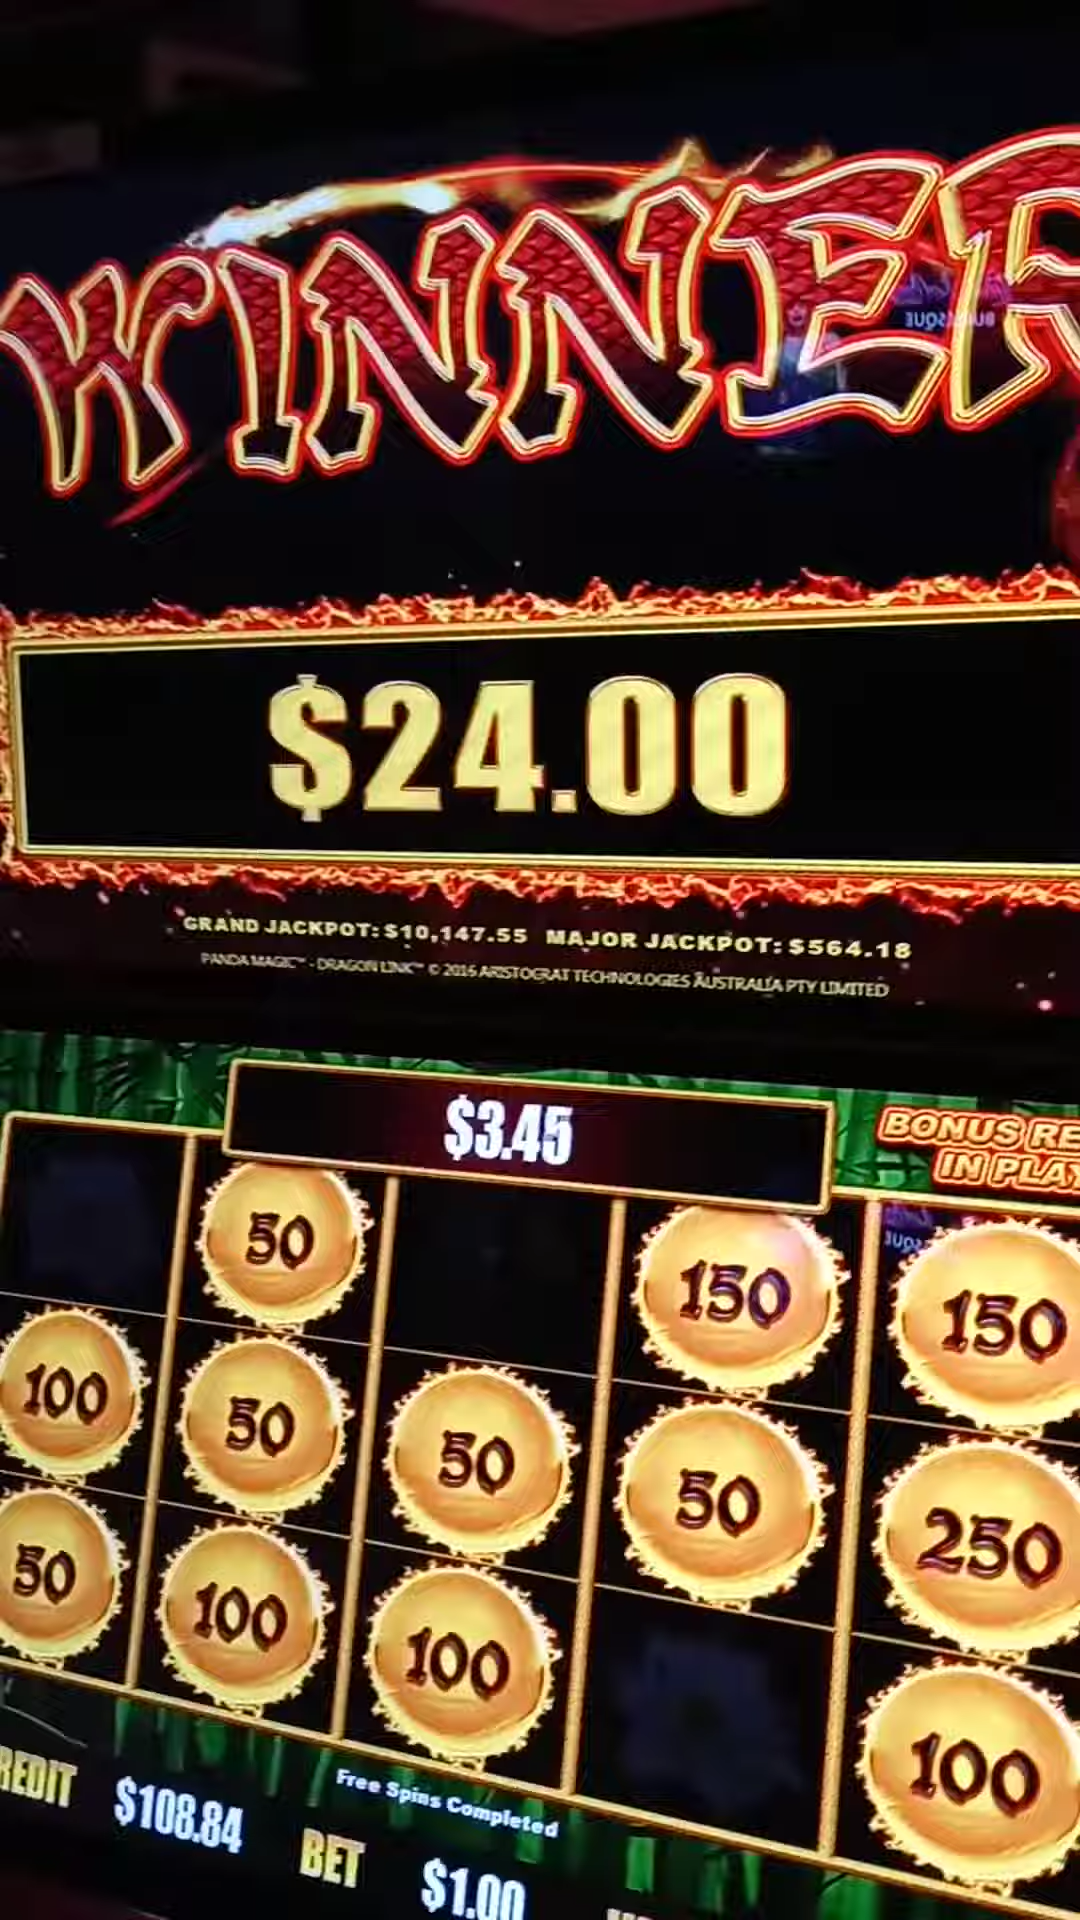 WINNER
$24.00
GRAND JACKPOT: $10,147.55 MAJOR JACKPOT: $564.18
PANDA MAGIC™ - DRAGON LINK™ © 2016 ARISTOCRAT TECHNOLOGIES AUSTRALIA PTY LIMITED
$3.45
BONUS RE
IN PLAY
50 150 150
100 50 50 50 250
50 100 100 100
REDIT $108.84 BET $1.00
Free Spins Completed